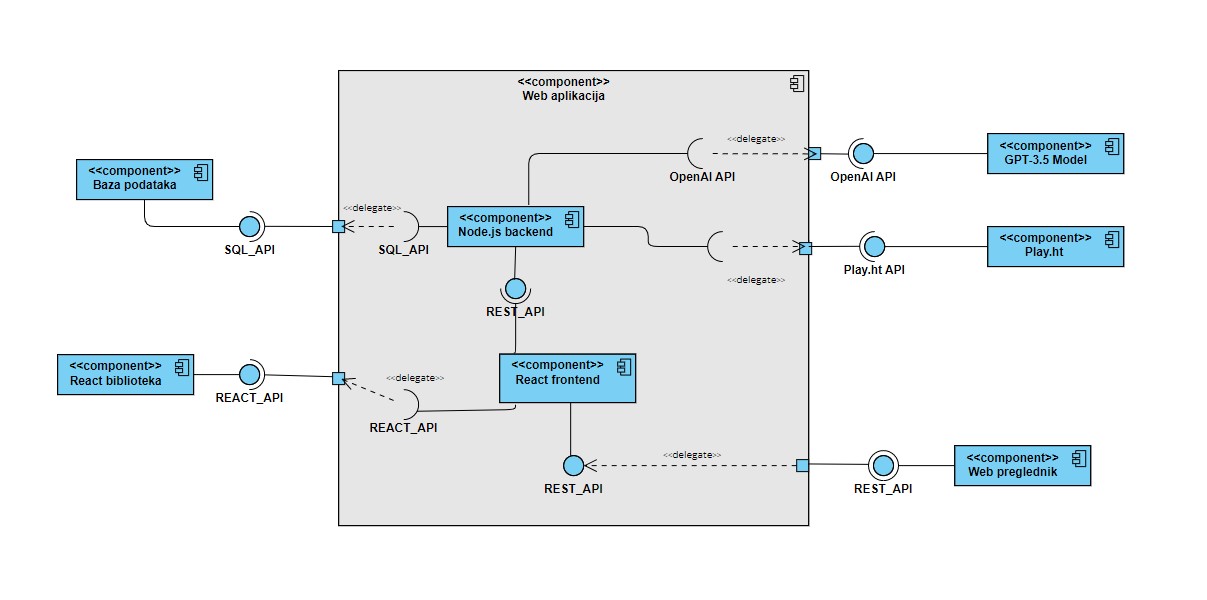 <<component>>
Web aplikacija
<<delegate>>
OpenAI API
OpenAI API
<<component>>
GPT-3.5 Model
<<component>>
Baza podataka
SQL_API
<<delegate>>
SQL_API
<<component>>
Node.js backend
<<delegate>>
Play.ht API
<<component>>
Play.ht
REST_API
<<component>>
React biblioteka
REACT_API
<<delegate>>
REACT_API
<<component>>
React frontend
REST_API
<<delegate>>
REST_API
<<component>>
Web preglednik